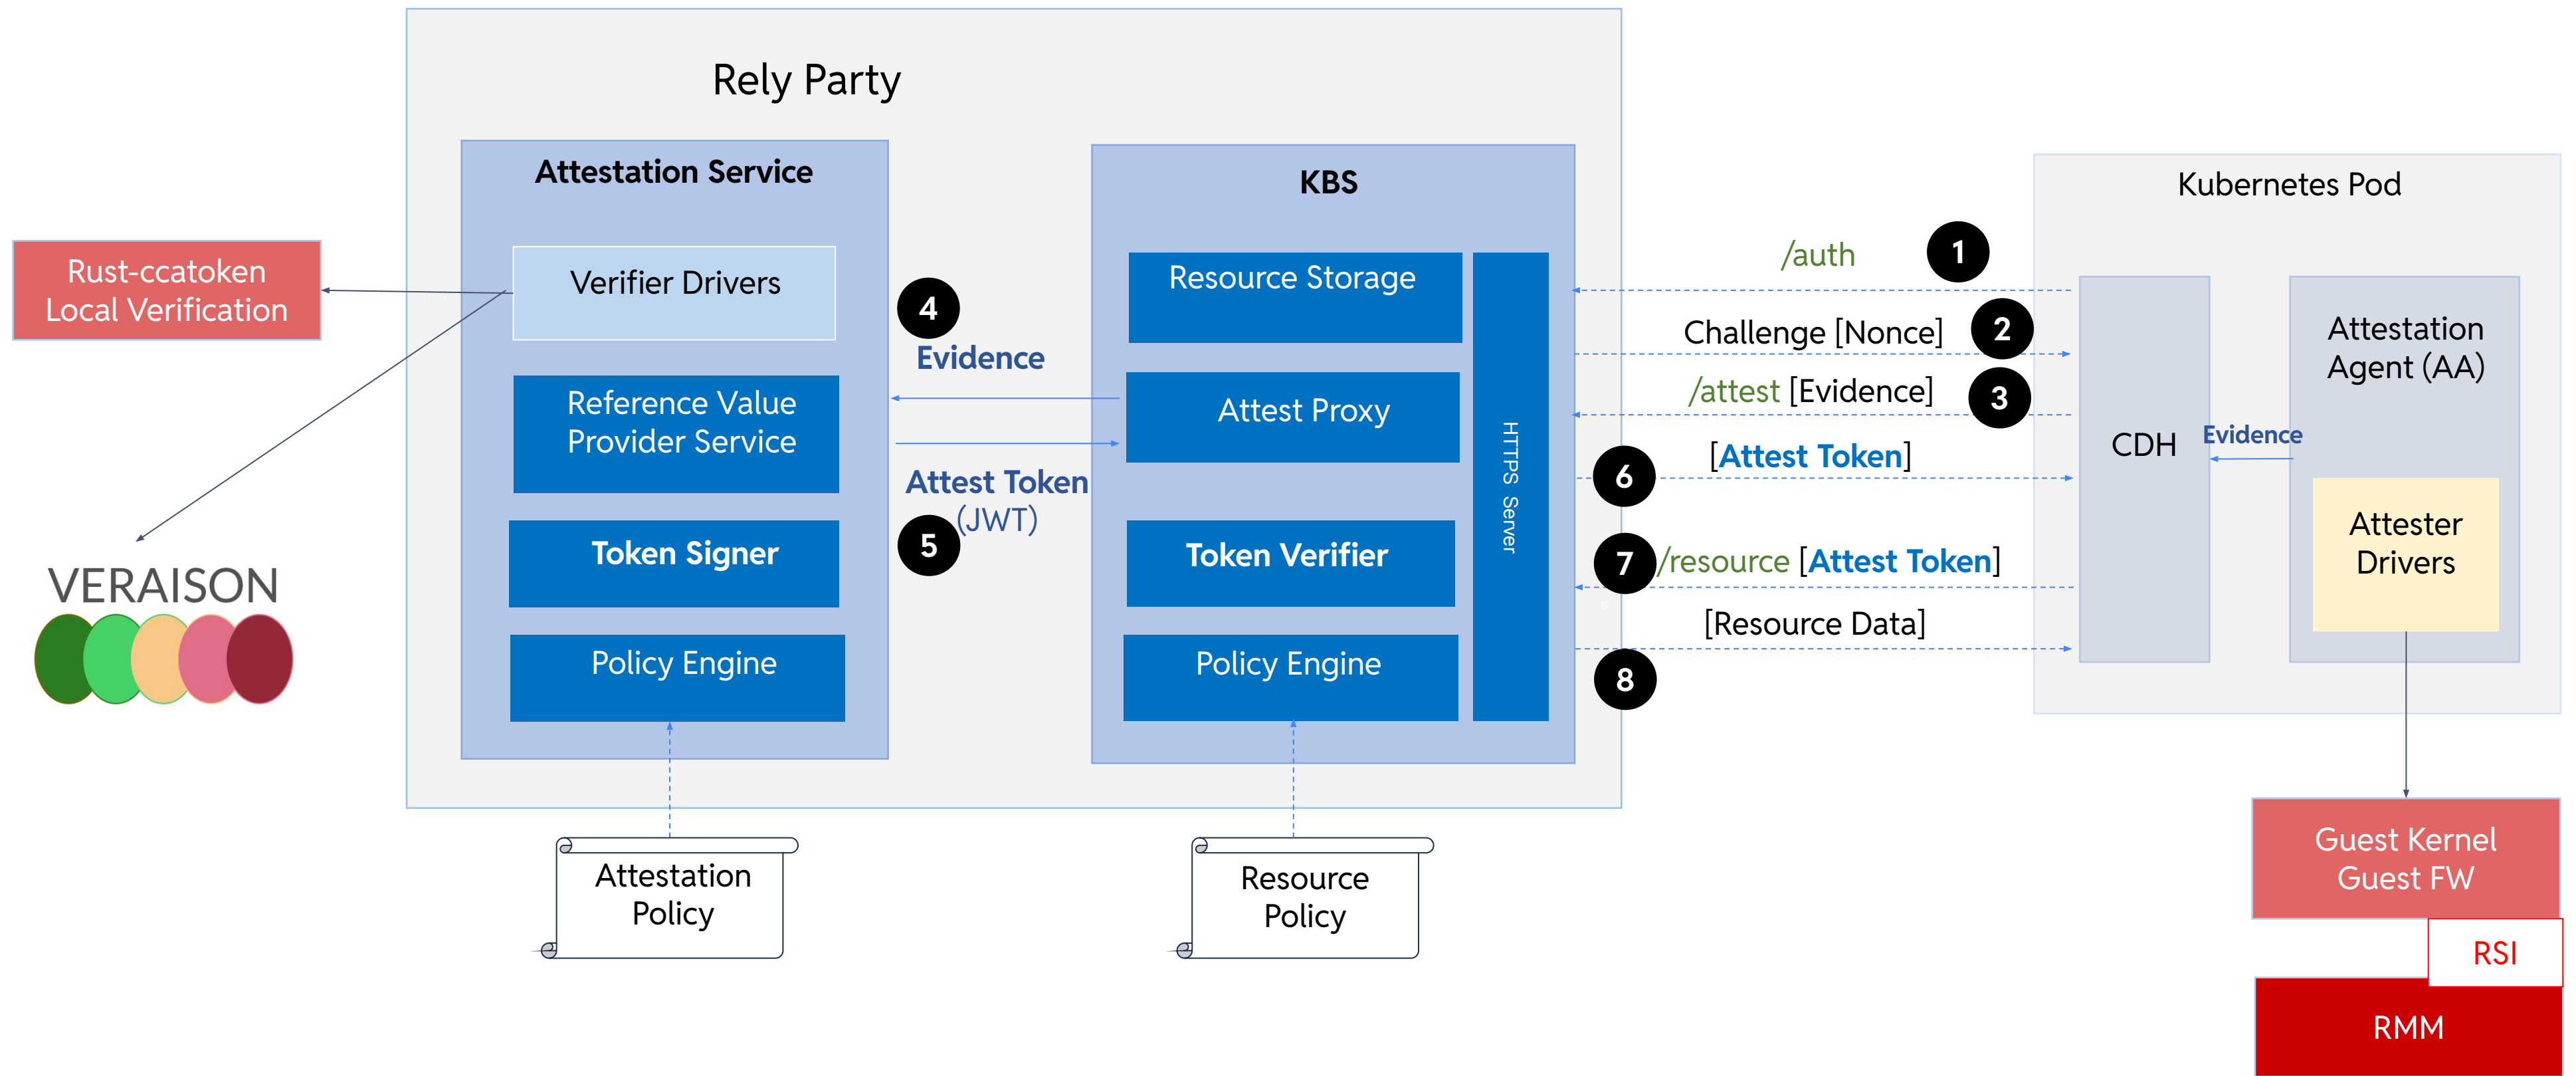 Rely Party
Attestation Service
Verifier Drivers
Reference Value
Provider Service
Token Signer
Policy Engine
Rust-ccatoken
Local Verification
VERAISON
4
Evidence
Attest Token
(JWT)
5
KBS
Resource Storage
Attest Proxy
Token Verifier
Policy Engine
HTTPS Server
/auth
1
Challenge [Nonce]
2
/attest [Evidence]
3
6
[Attest Token]
7
/resource [Attest Token]
[Resource Data]
8
Kubernetes Pod
CDH
Evidence
Attestation
Agent (AA)
Attester
Drivers
Attestation
Policy
Resource
Policy
Guest Kernel
Guest FW
RSI
RMM